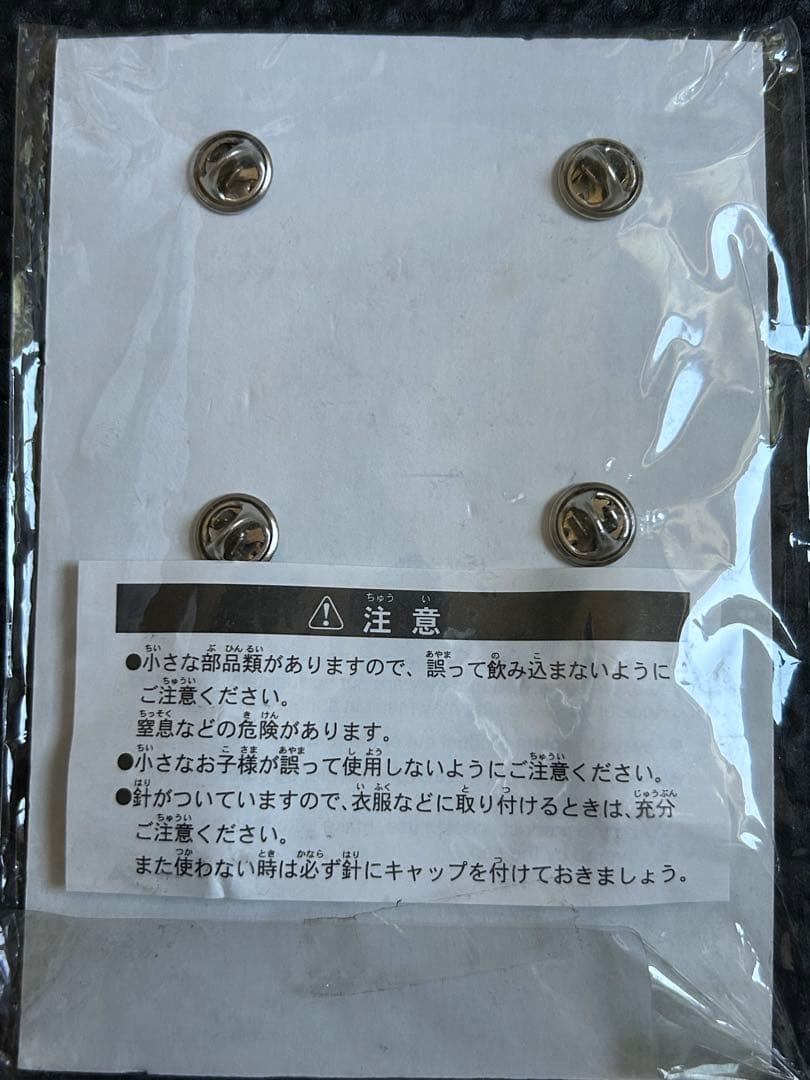 ⚠ 注意
●小さな部品類がありますので、誤って飲み込まないように
ご注意ください。
窒息などの危険があります。
●小さなお子様が誤って使用しないようにご注意ください。
●針がついていますので、衣服などに取り付けるときは、充分
ご注意ください。
また使わない時は必ず針にキャップを付けておきましょう。